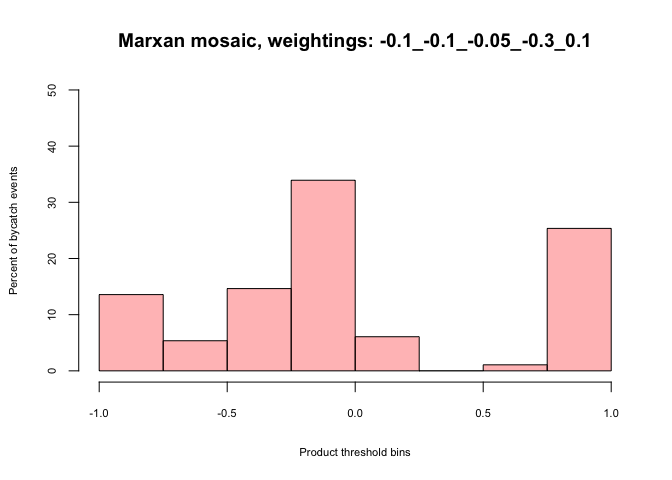 Marxan mosaic, weightings: -0.1_-0.1_-0.05_-0.3_0.1
50
40
30
20
10
0
Percent of bycatch events
-1.0 -0.5 0.0 0.5 1.0
Product threshold bins